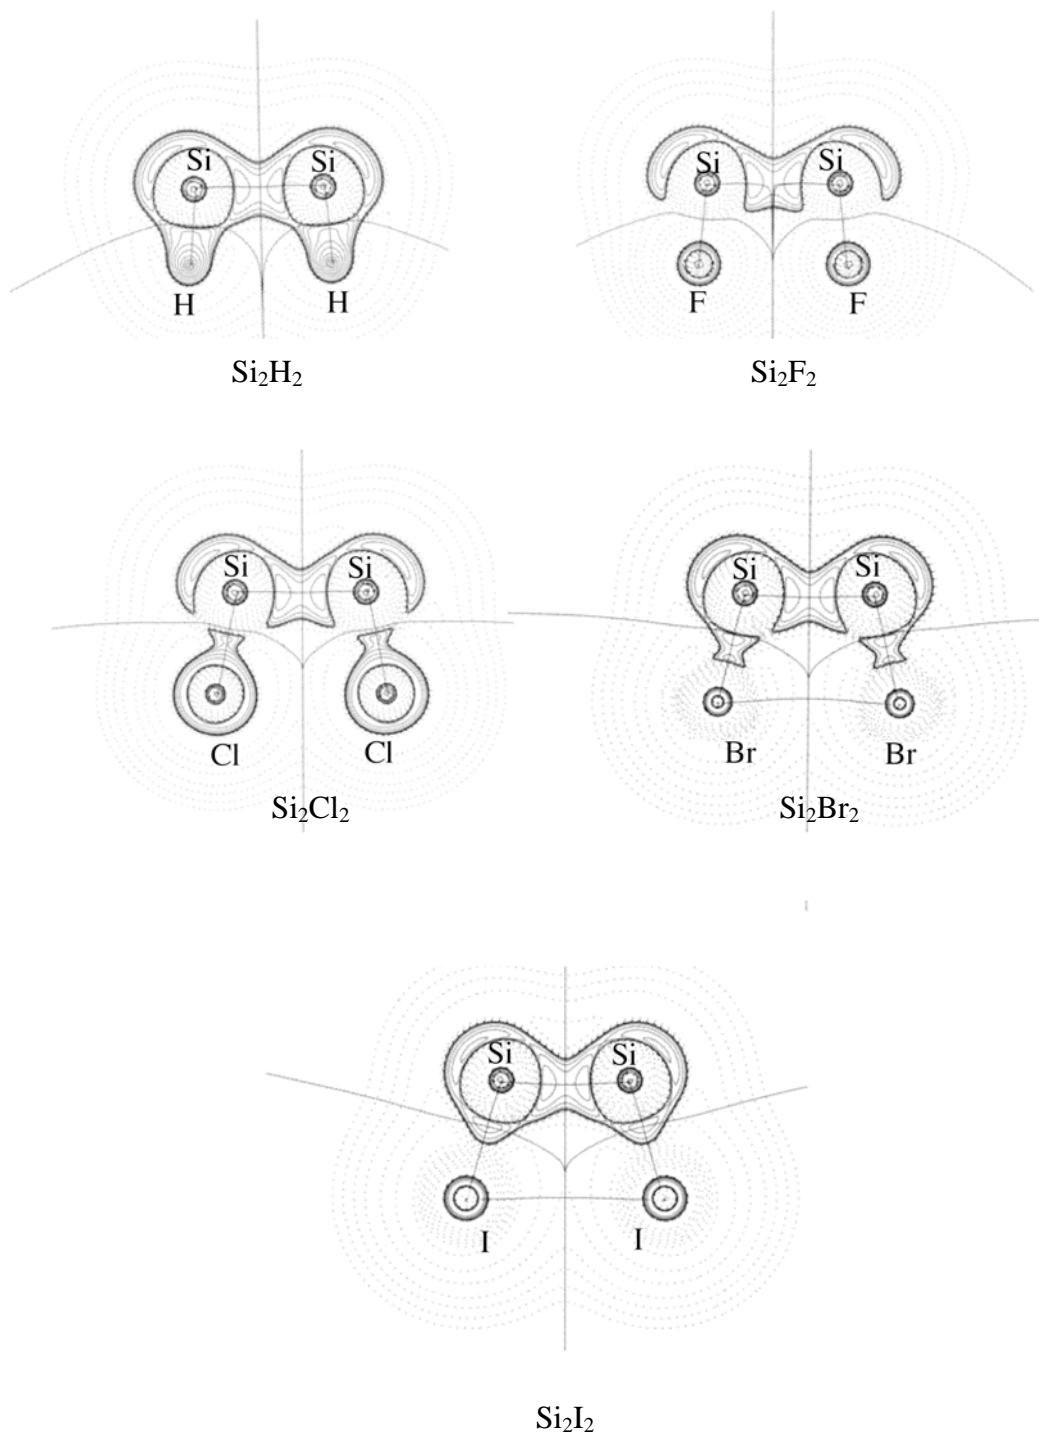 Si Si
H H
Si₂H₂
Si Si
F F
Si₂F₂
Si Si
Cl Cl
Si₂Cl₂
Si Si
Br Br
Si₂Br₂
Si Si
I I
Si₂I₂